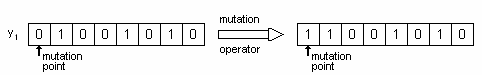 y1 0 1 0 0 1 0 1 0
mutation point
mutation operator
1 1 0 0 1 0 1 0
mutation point